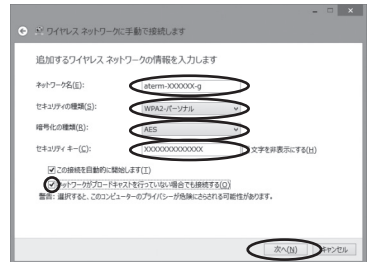 ワイヤレス ネットワークに手動で接続します
追加するワイヤレス ネットワークの情報を入力します
ネットワーク名(E):
aterm-XXXXXX-g
セキュリティの種類(S):
WPA2-パーソナル
暗号化の種類(R):
AES
セキュリティ キー(C):
XXXXXXXXXXXXX
文字を非表示にする(H)
この接続を自動的に開始します(T)
ネットワークがブロードキャストを行っていない場合でも接続する(O)
警告: 選択すると、このコンピューターのプライバシーが危険にさらされる可能性があります。
次へ(N)
キャンセル